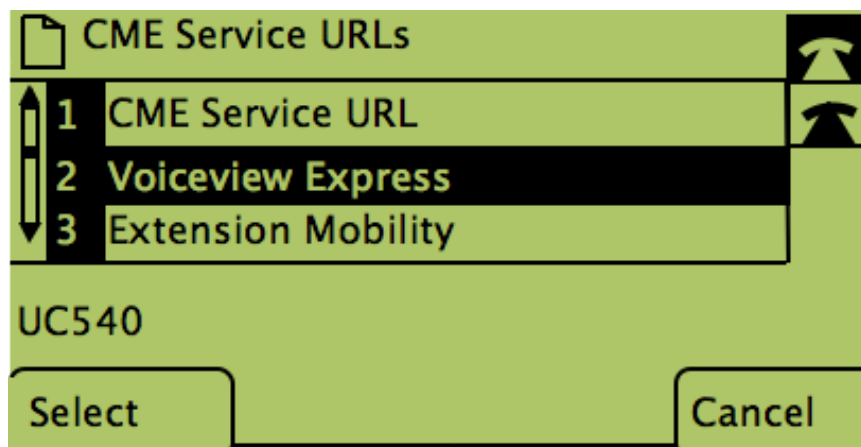 CME Service URLs
1 CME Service URL
2 Voiceview Express
3 Extension Mobility
UC540
Select Cancel